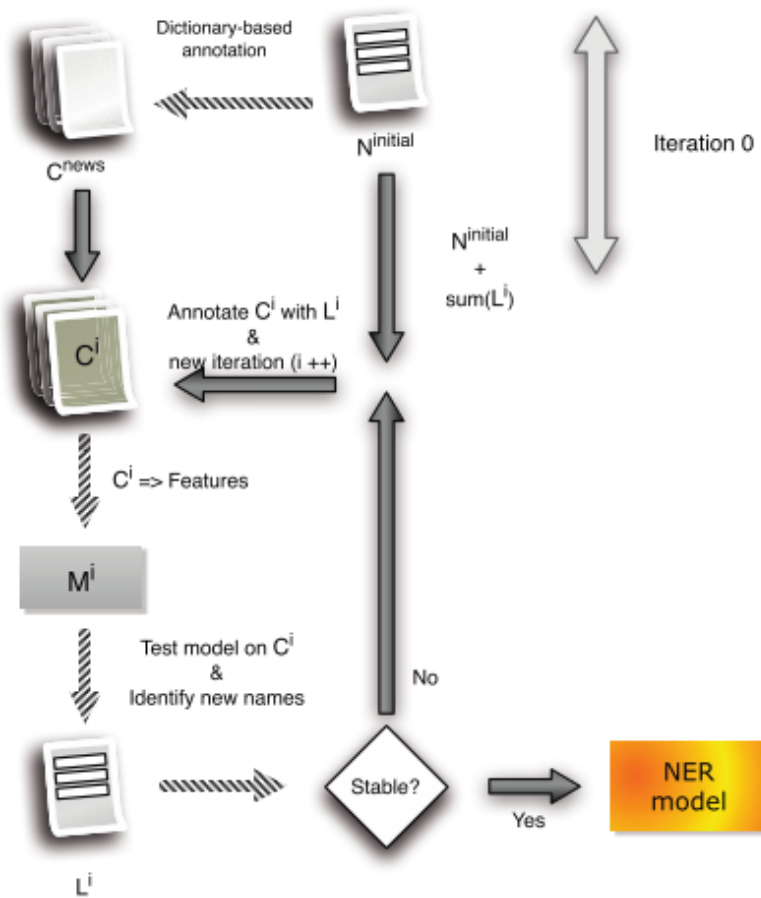 Dictionary-based
annotation
C^news
N^initial
Iteration 0
N^initial
+
sum(L^i)
Annotate C^i with L^i
&
new iteration (i ++)
C^i
C^i => Features
M^i
Test model on C^i
&
Identify new names
No
Stable?
Yes
NER
model
L^i